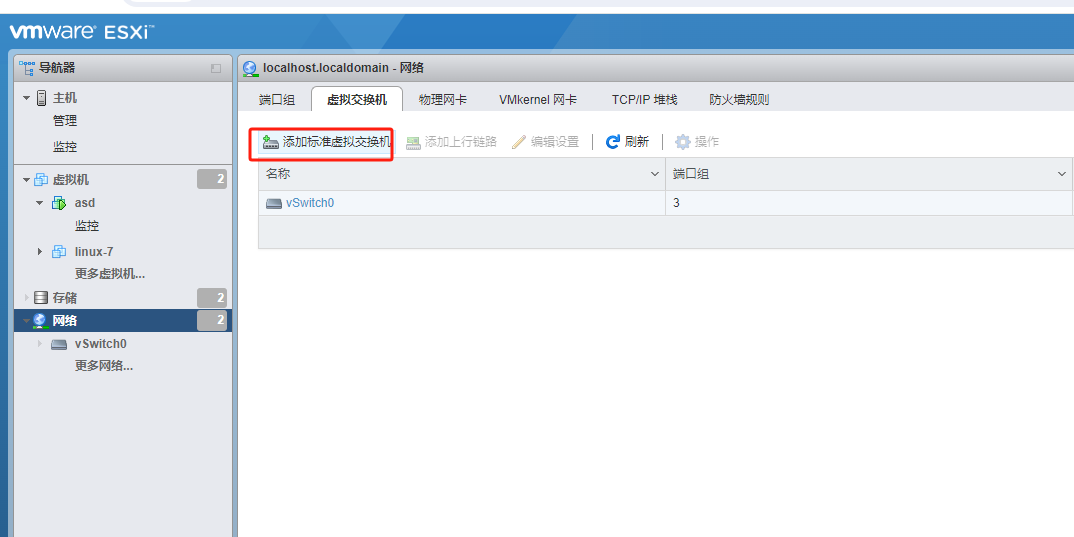 vmware ESXi™
导航器
主机
管理
监控
虚拟机 2
asd
监控
linux-7
更多虚拟机...
存储 2
网络 2
vSwitch0
更多网络...
localhost.localdomain - 网络
端口组 虚拟交换机 物理网卡 VMkernel 网卡 TCP/IP 堆栈 防火墙规则
添加标准虚拟交换机 添加上行链路 编辑设置 刷新 操作
名称 端口组
vSwitch0 3